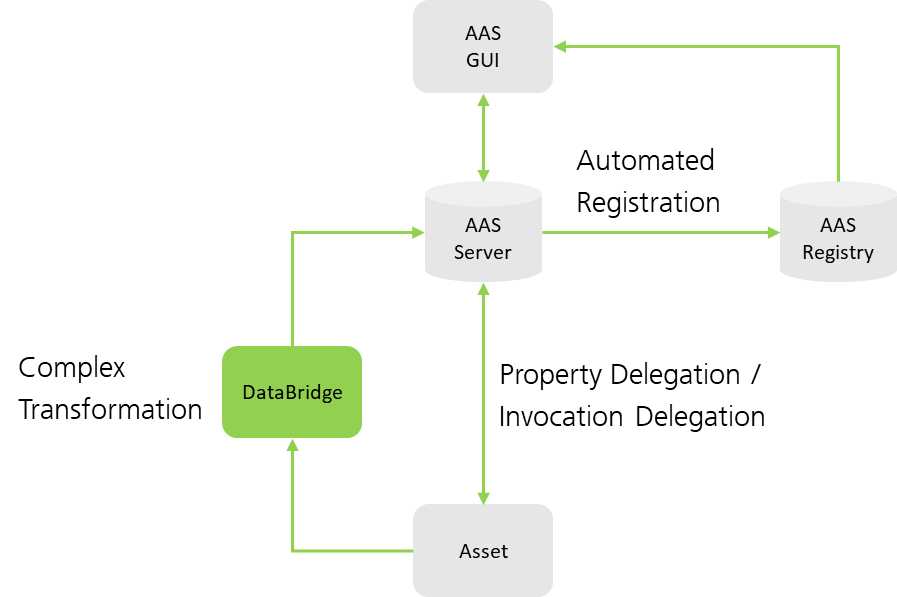 AAS
GUI
Automated
Registration
AAS
Server
AAS
Registry
Complex
Transformation
DataBridge
Property Delegation /
Invocation Delegation
Asset